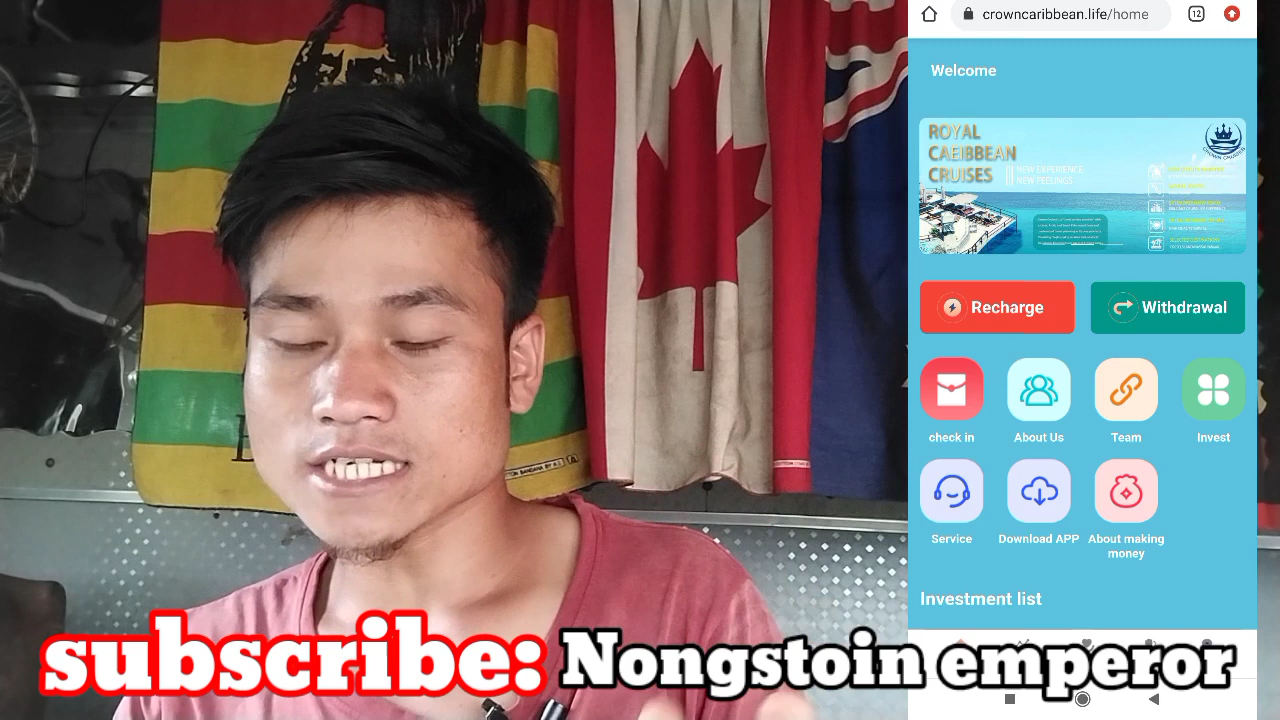 crowncaribbean.life/home
12
Welcome
ROYAL
CAEIBBEAN
CRUISES
NEW EXPERIENCE
NEW FEELINGS
Recharge
Withdrawal
check in
About Us
Team
Invest
Service
Download APP
About making
money
Investment list
subscribe: Nongstoin emperor